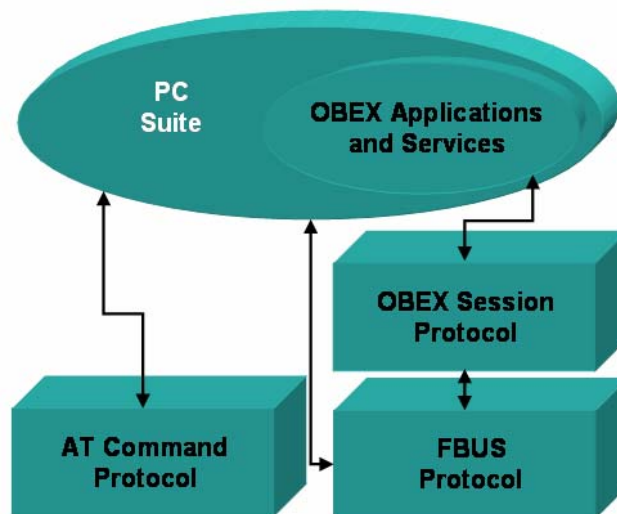 PC
Suite
OBEX Applications
and Services
OBEX Session
Protocol
AT Command
Protocol
FBUS
Protocol